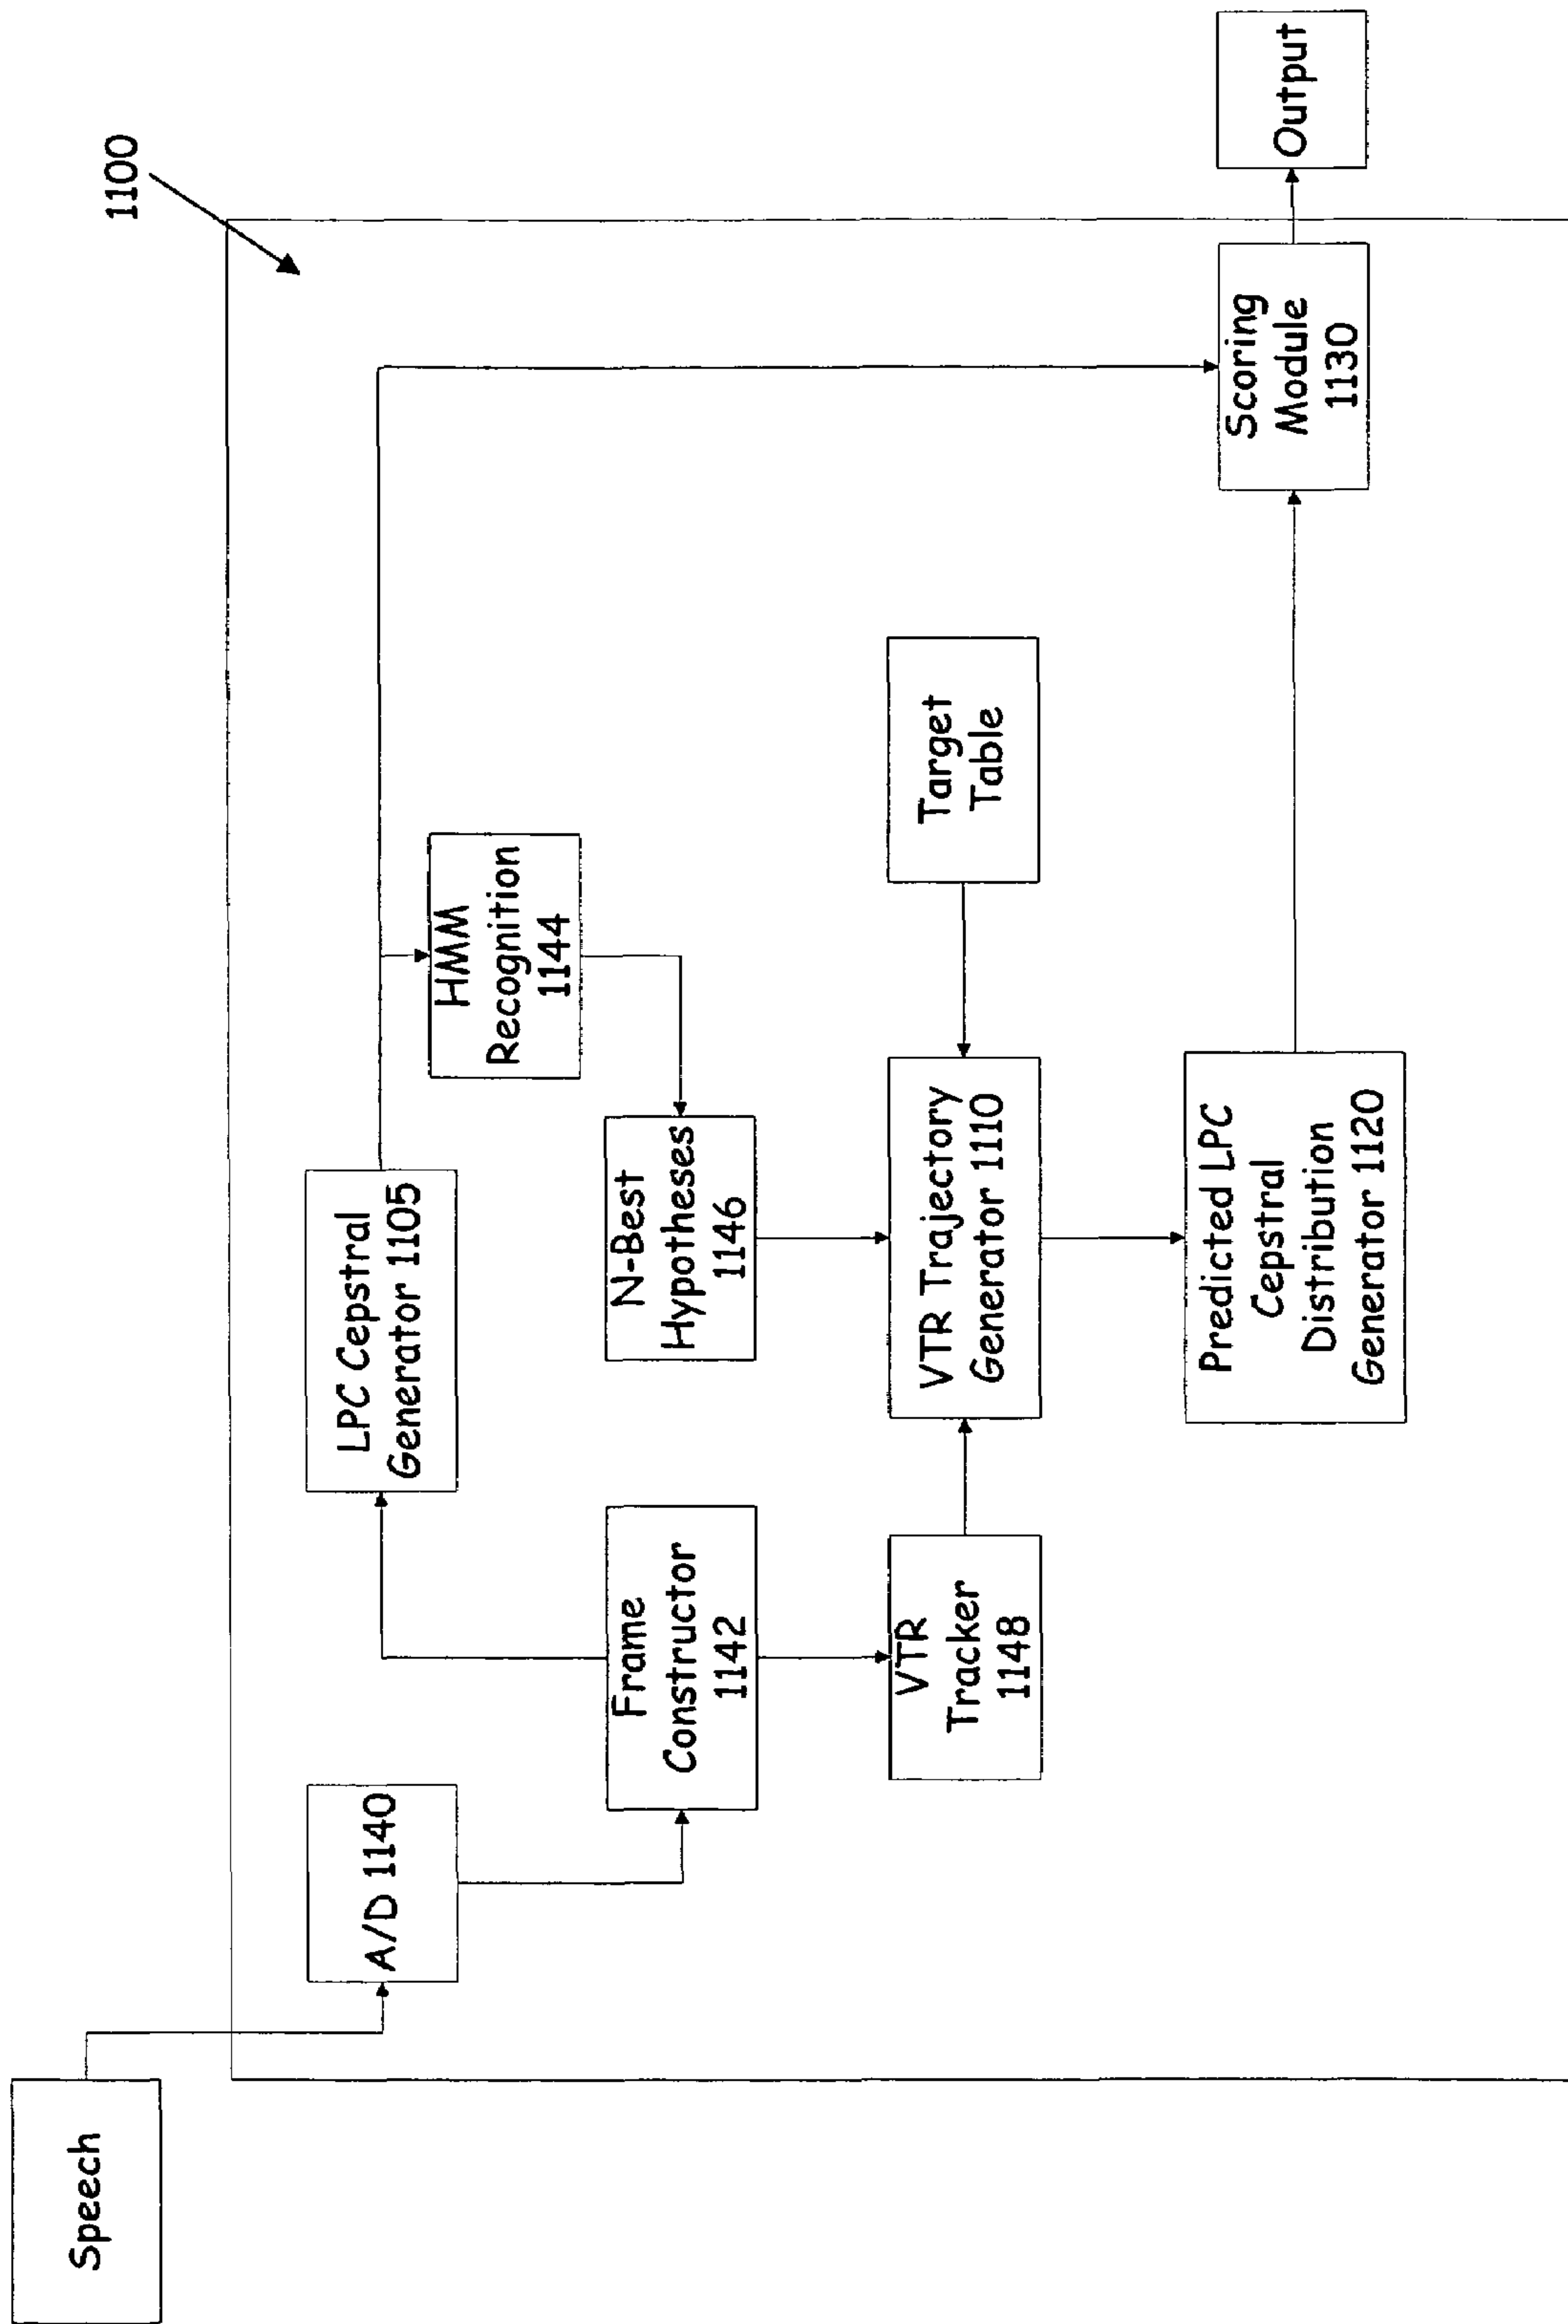 1100
Speech
A/D 1140
LPC Cepstral
Generator 1105
HMM
Recognition
1144
Frame
Constructor
1142
N-Best
Hypotheses
1146
VTR
Tracker
1148
VTR Trajectory
Generator 1110
Target
Table
Predicted LPC
Cepstral
Distribution
Generator 1120
Scoring
Module
1130
Output